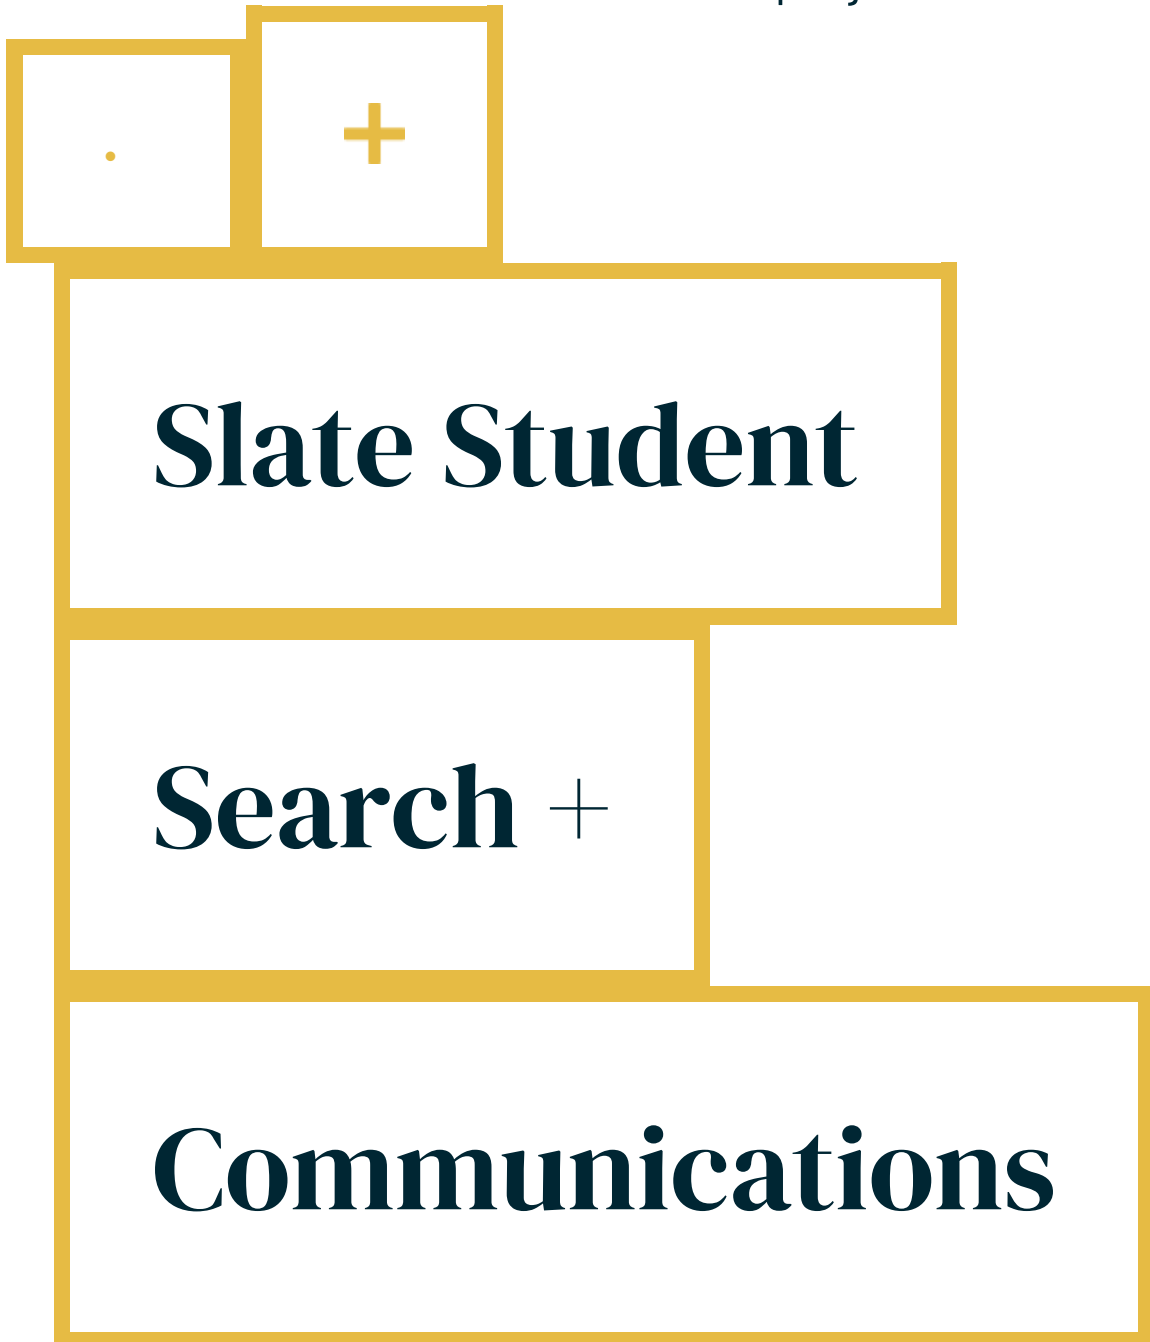 . +
Slate Student
Search +
Communications